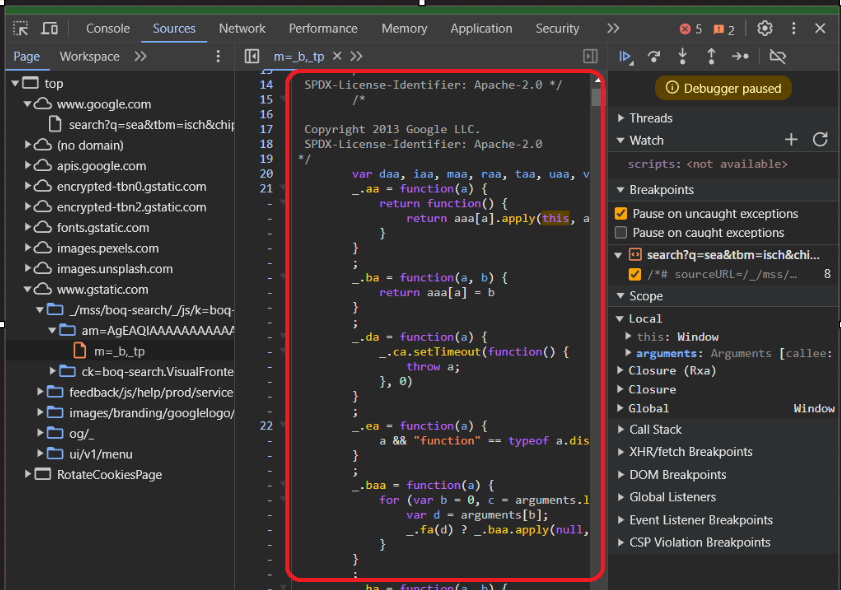 Console Sources Network Performance Memory Application Security 5 2
Page Workspace
top
www.google.com
search?q=sea&tbm=isch&chip
(no domain)
apis.google.com
encrypted-tbn0.gstatic.com
encrypted-tbn2.gstatic.com
fonts.gstatic.com
images.pexels.com
images.unsplash.com
www.gstatic.com
_/mss/boq-search/_/js/k=boq-
am=AgEAQIAAAAAAAAAAA
m=_b,_tp
ck=boq-search.VisualFronte
feedback/js/help/prod/service
images/branding/googlelogo/
og/_
ui/v1/menu
RotateCookiesPage
m=_b,_tp
13
14 SPDX-License-Identifier: Apache-2.0 */
15 /*
16
17 Copyright 2013 Google LLC.
18 SPDX-License-Identifier: Apache-2.0
19 */
20 var daa, iaa, maa, raa, taa, uaa, v
21 _.aa = function(a) {
- return function() {
- return aaa[a].apply(this, a
- }
- }
- ;
- _.ba = function(a, b) {
- return aaa[a] = b
- }
- ;
- _.da = function(a) {
- _.ca.setTimeout(function() {
- throw a;
- }, 0)
- }
- ;
22 _.ea = function(a) {
- a && "function" == typeof a.dis
- }
- ;
- _.baa = function(a) {
- for (var b = 0, c = arguments.l
- var d = arguments[b];
- _.fa(d) ? _.baa.apply(null,
- }
- }
- ;
- _.ha = function(a) {
Debugger paused
Threads
Watch
scripts: <not available>
Breakpoints
Pause on uncaught exceptions
Pause on caught exceptions
search?q=sea&tbm=isch&chi...
/*# sourceURL=/_/mss/... 8
Scope
Local
this: Window
arguments: Arguments [callee:
Closure (Rxa)
Closure
Global Window
Call Stack
XHR/fetch Breakpoints
DOM Breakpoints
Global Listeners
Event Listener Breakpoints
CSP Violation Breakpoints